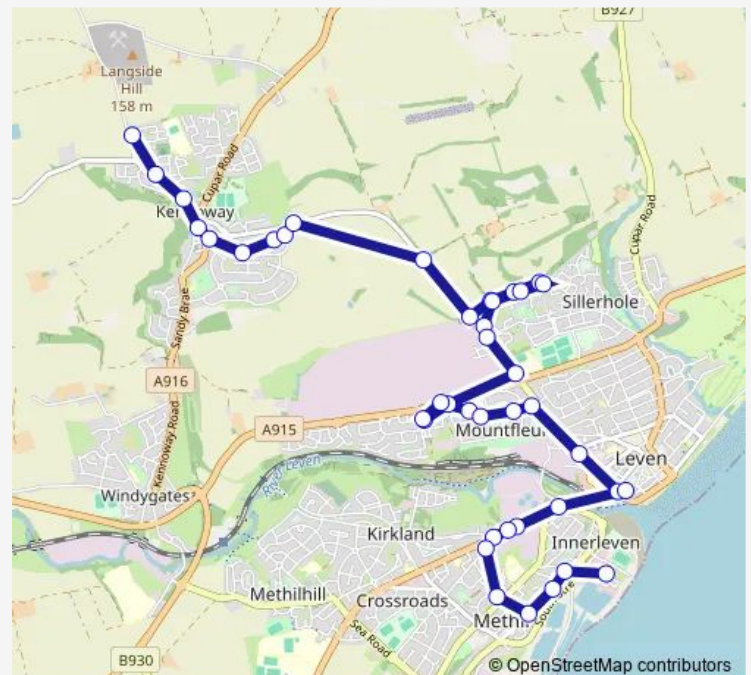 B927
Langside
Hill
158 m
Cupar Road
Cupar Road
Sillerhole
Sandy Brae
A916
A915
Kennoway Road
Leven
River Leven
Windygates
Kirkland
Innerleven
Methilhill
Crossroads
Sea Road
B930
© OpenStreetMap contributors